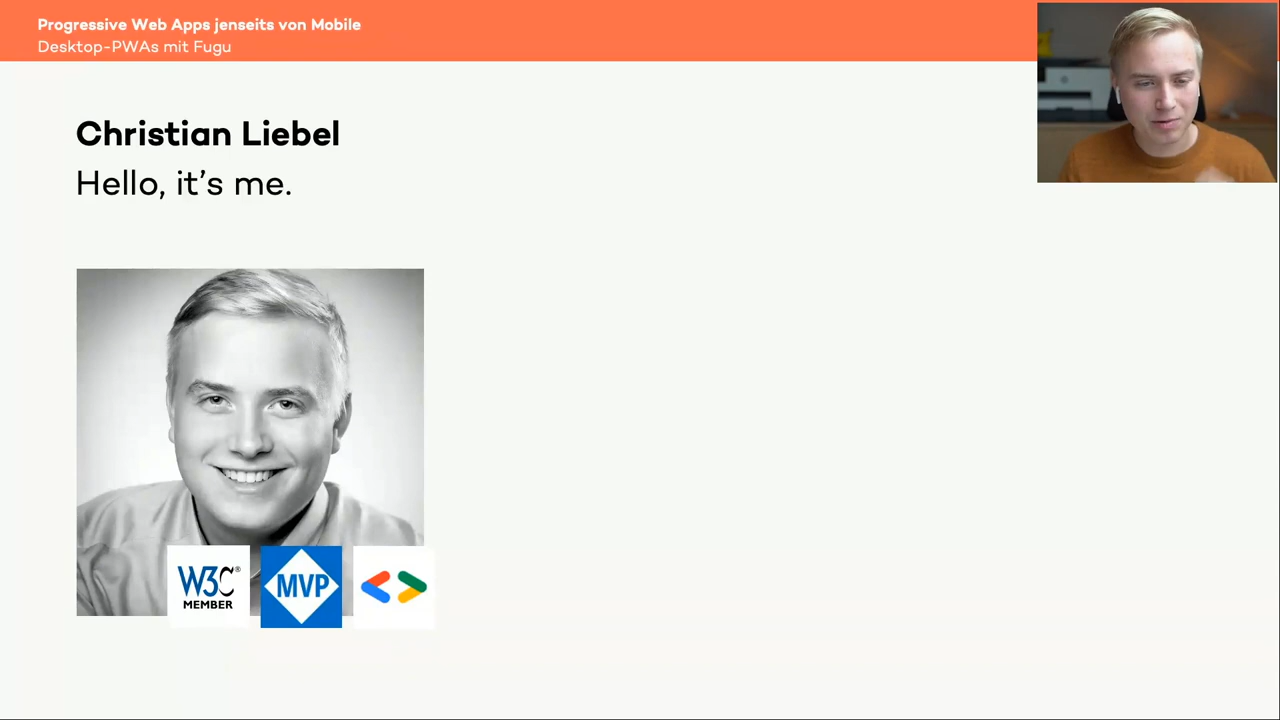 Progressive Web Apps jenseits von Mobile
Desktop-PWAs mit Fugu
Christian Liebel
Hello, it’s me.
W3C®
MEMBER
MVP